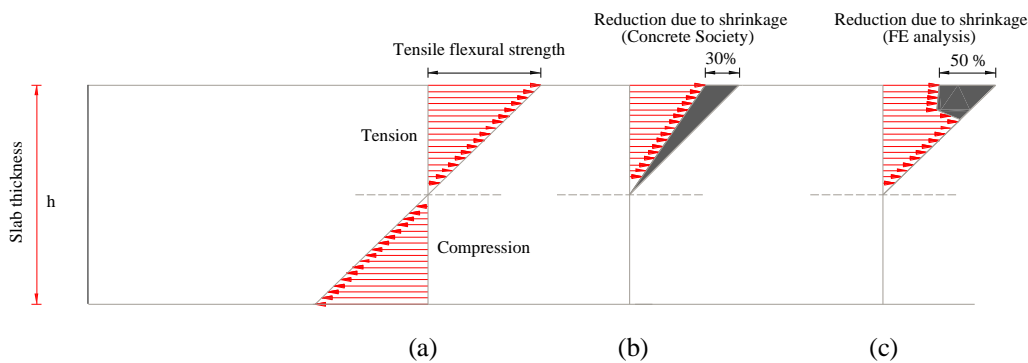 Reduction due to shrinkage
(Concrete Society)
30%
Reduction due to shrinkage
(FE analysis)
50 %
Tensile flexural strength
Tension
Slab thickness
h
Compression
(a)
(b)
(c)